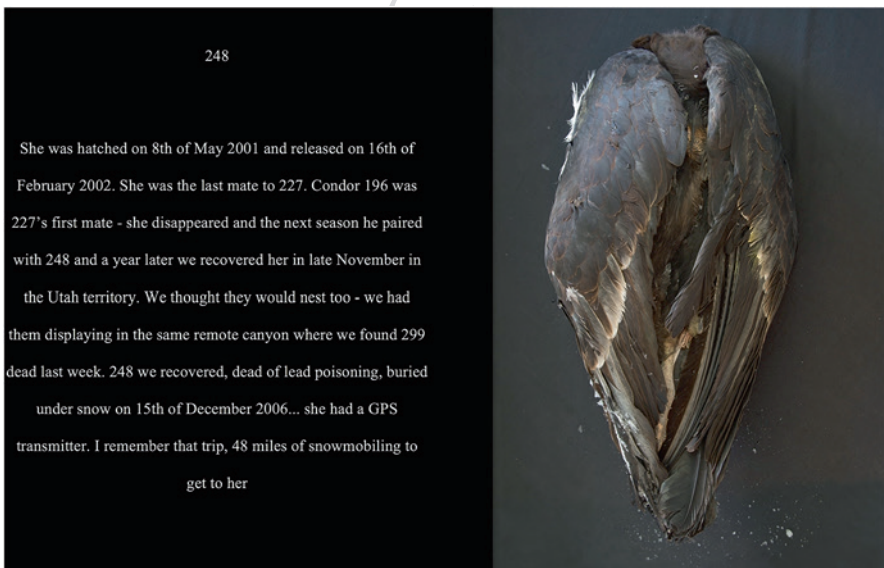 248
She was hatched on 8th of May 2001 and released on 16th of
February 2002. She was the last mate to 227. Condor 196 was
227's first mate - she disappeared and the next season he paired
with 248 and a year later we recovered her in late November in
the Utah territory. We thought they would nest too - we had
them displaying in the same remote canyon where we found 299
dead last week. 248 we recovered, dead of lead poisoning, buried
under snow on 15th of December 2006... she had a GPS
transmitter. I remember that trip, 48 miles of snowmobiling to
get to her